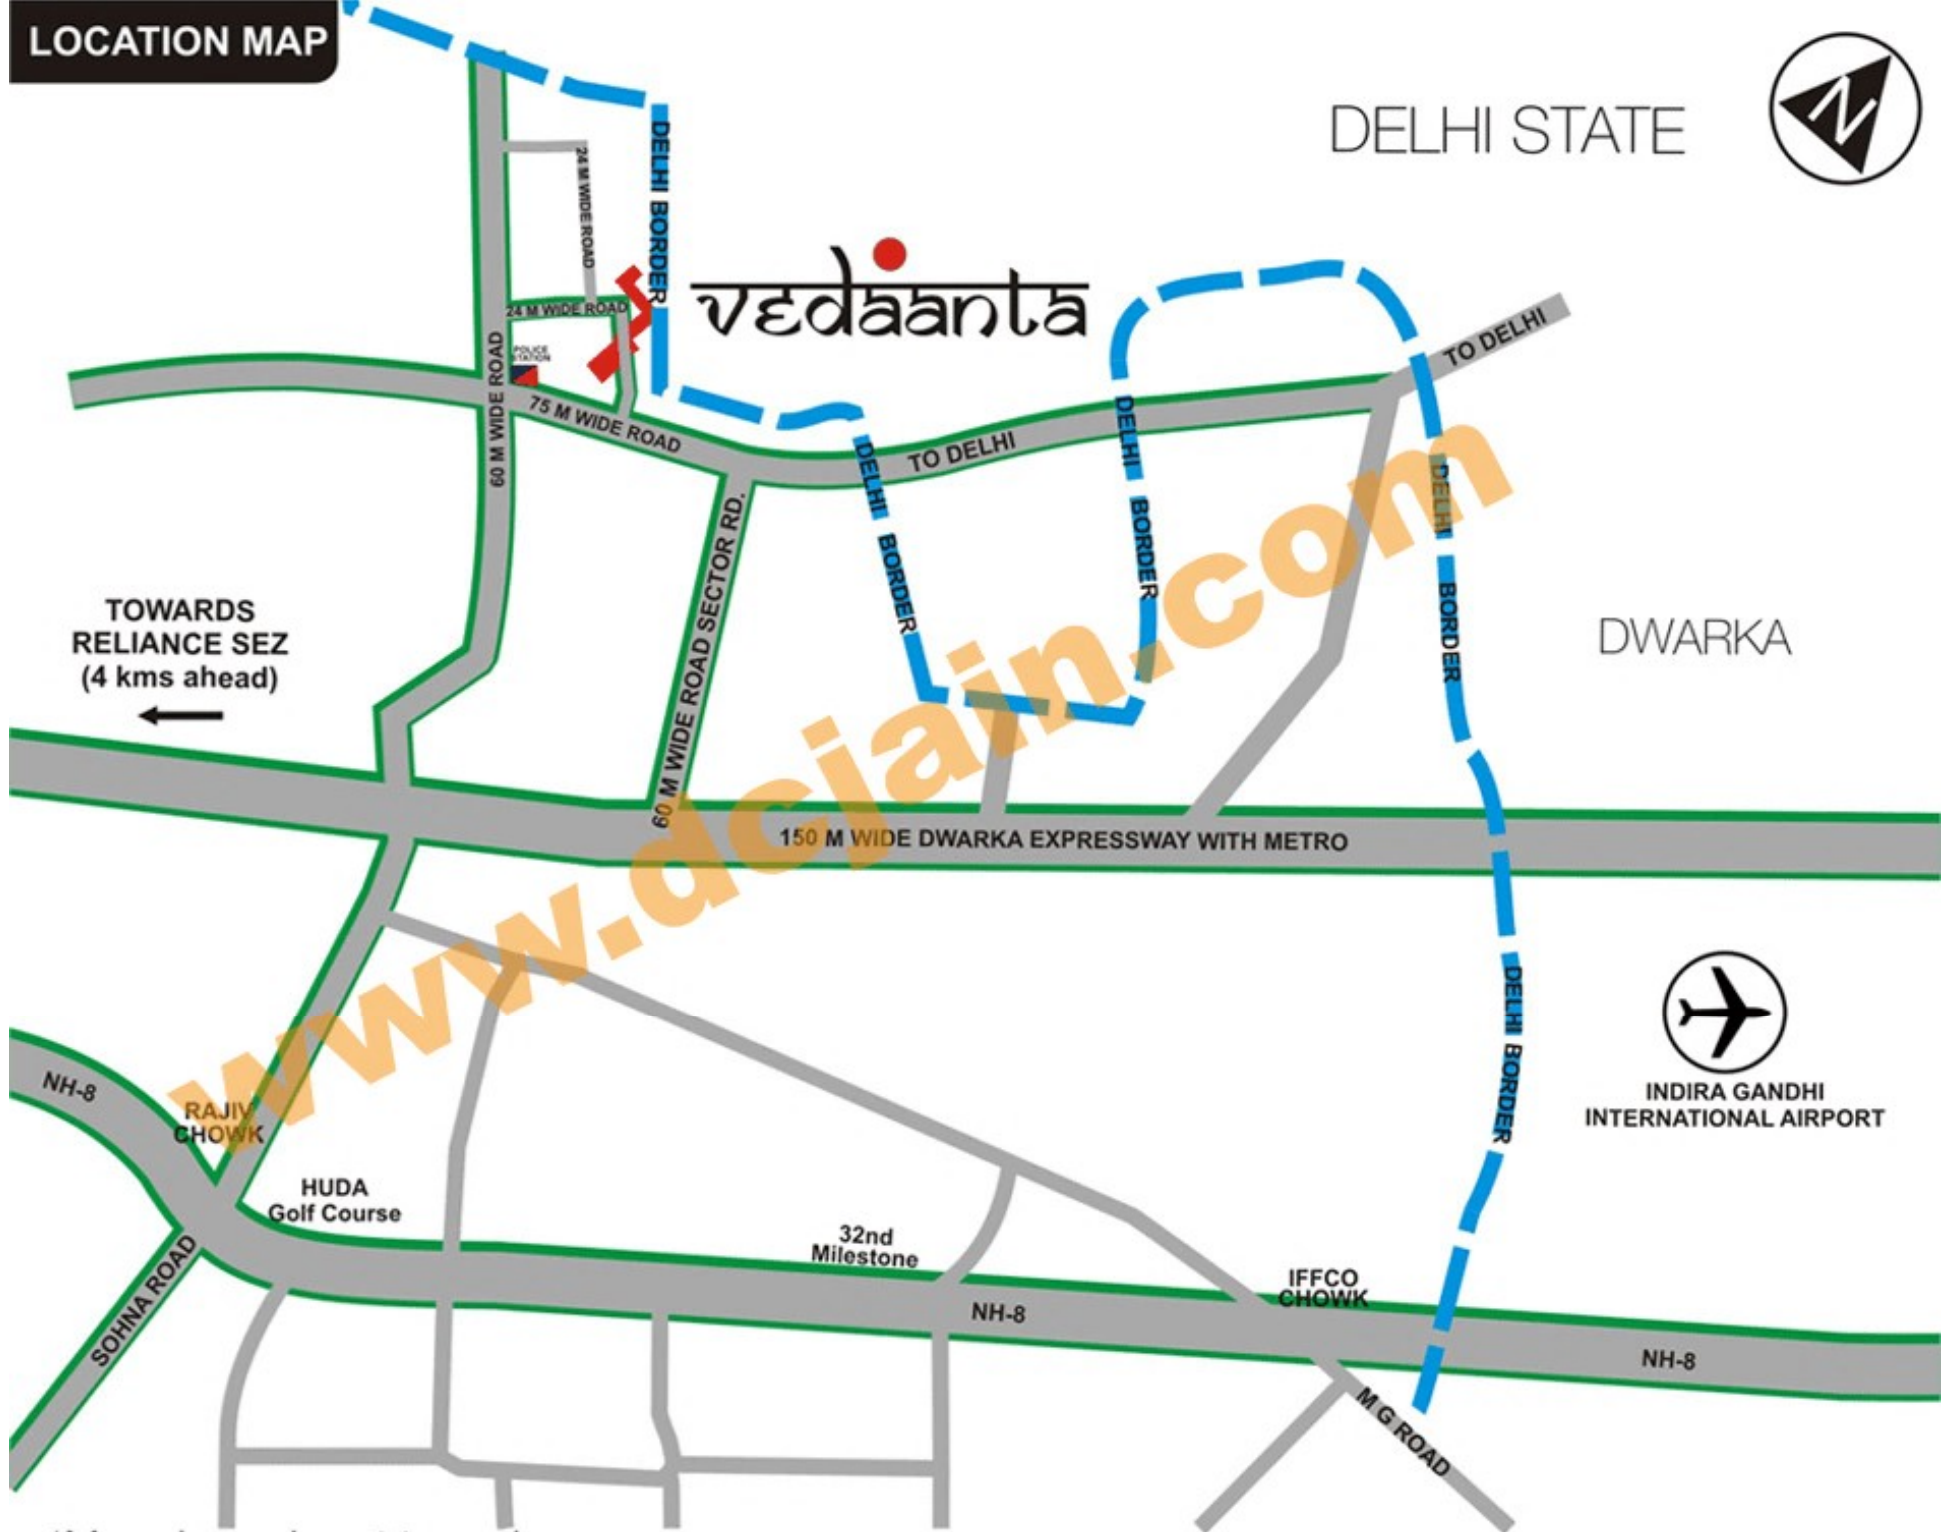 LOCATION MAP
N
DELHI STATE
DELHI BORDER
24 M WIDE ROAD
vedaanta
24 M WIDE ROAD
POLICE
STATION
60 M WIDE ROAD
75 M WIDE ROAD
TO DELHI
TO DELHI
DELHI BORDER
DELHI BORDER
DELHI BORDER
60 M WIDE ROAD SECTOR RD.
TOWARDS
RELIANCE SEZ
(4 kms ahead)
DWARKA
www.dcjain.com
150 M WIDE DWARKA EXPRESSWAY WITH METRO
DELHI BORDER
INDIRA GANDHI
INTERNATIONAL AIRPORT
NH-8
RAJIV
CHOWK
HUDA
Golf Course
32nd
Milestone
IFFCO
CHOWK
SOHNA ROAD
NH-8
NH-8
M G ROAD